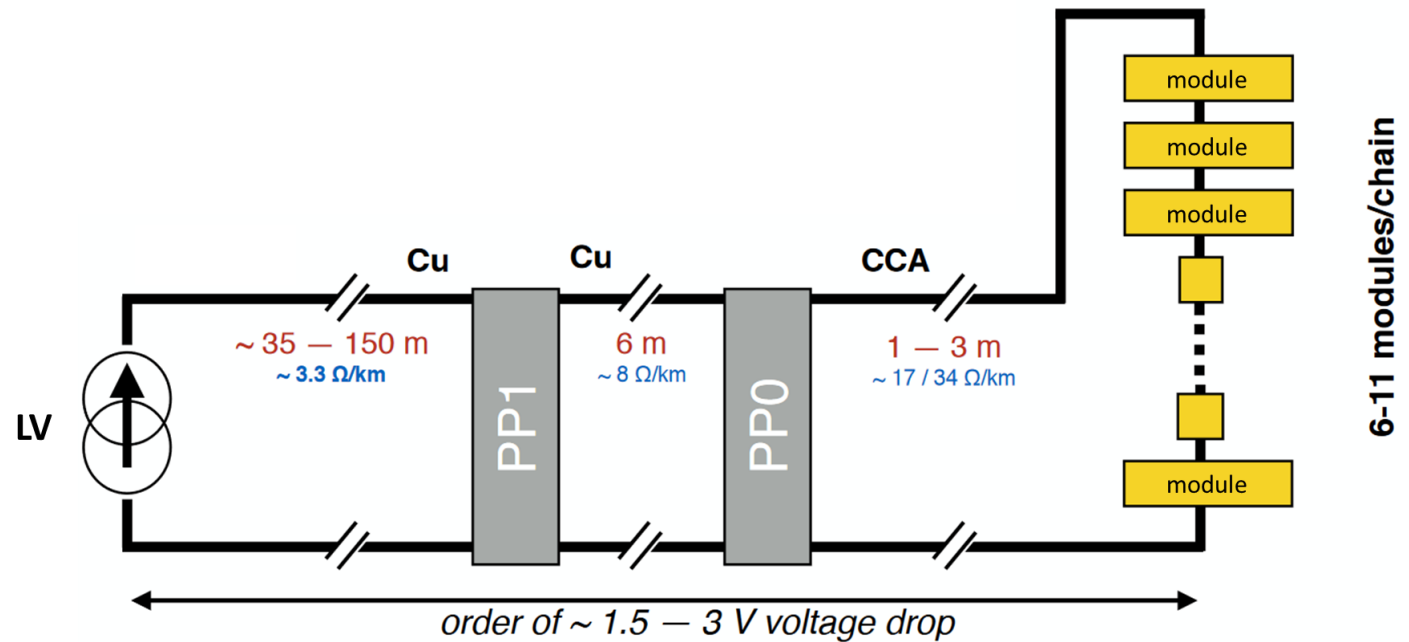 module
module
module
Cu
Cu
CCA
~ 35 — 150 m
~ 3.3 Ω/km
6 m
~ 8 Ω/km
1 — 3 m
~ 17 / 34 Ω/km
LV
PP1
PP0
module
6-11 modules/chain
order of ~ 1.5 — 3 V voltage drop